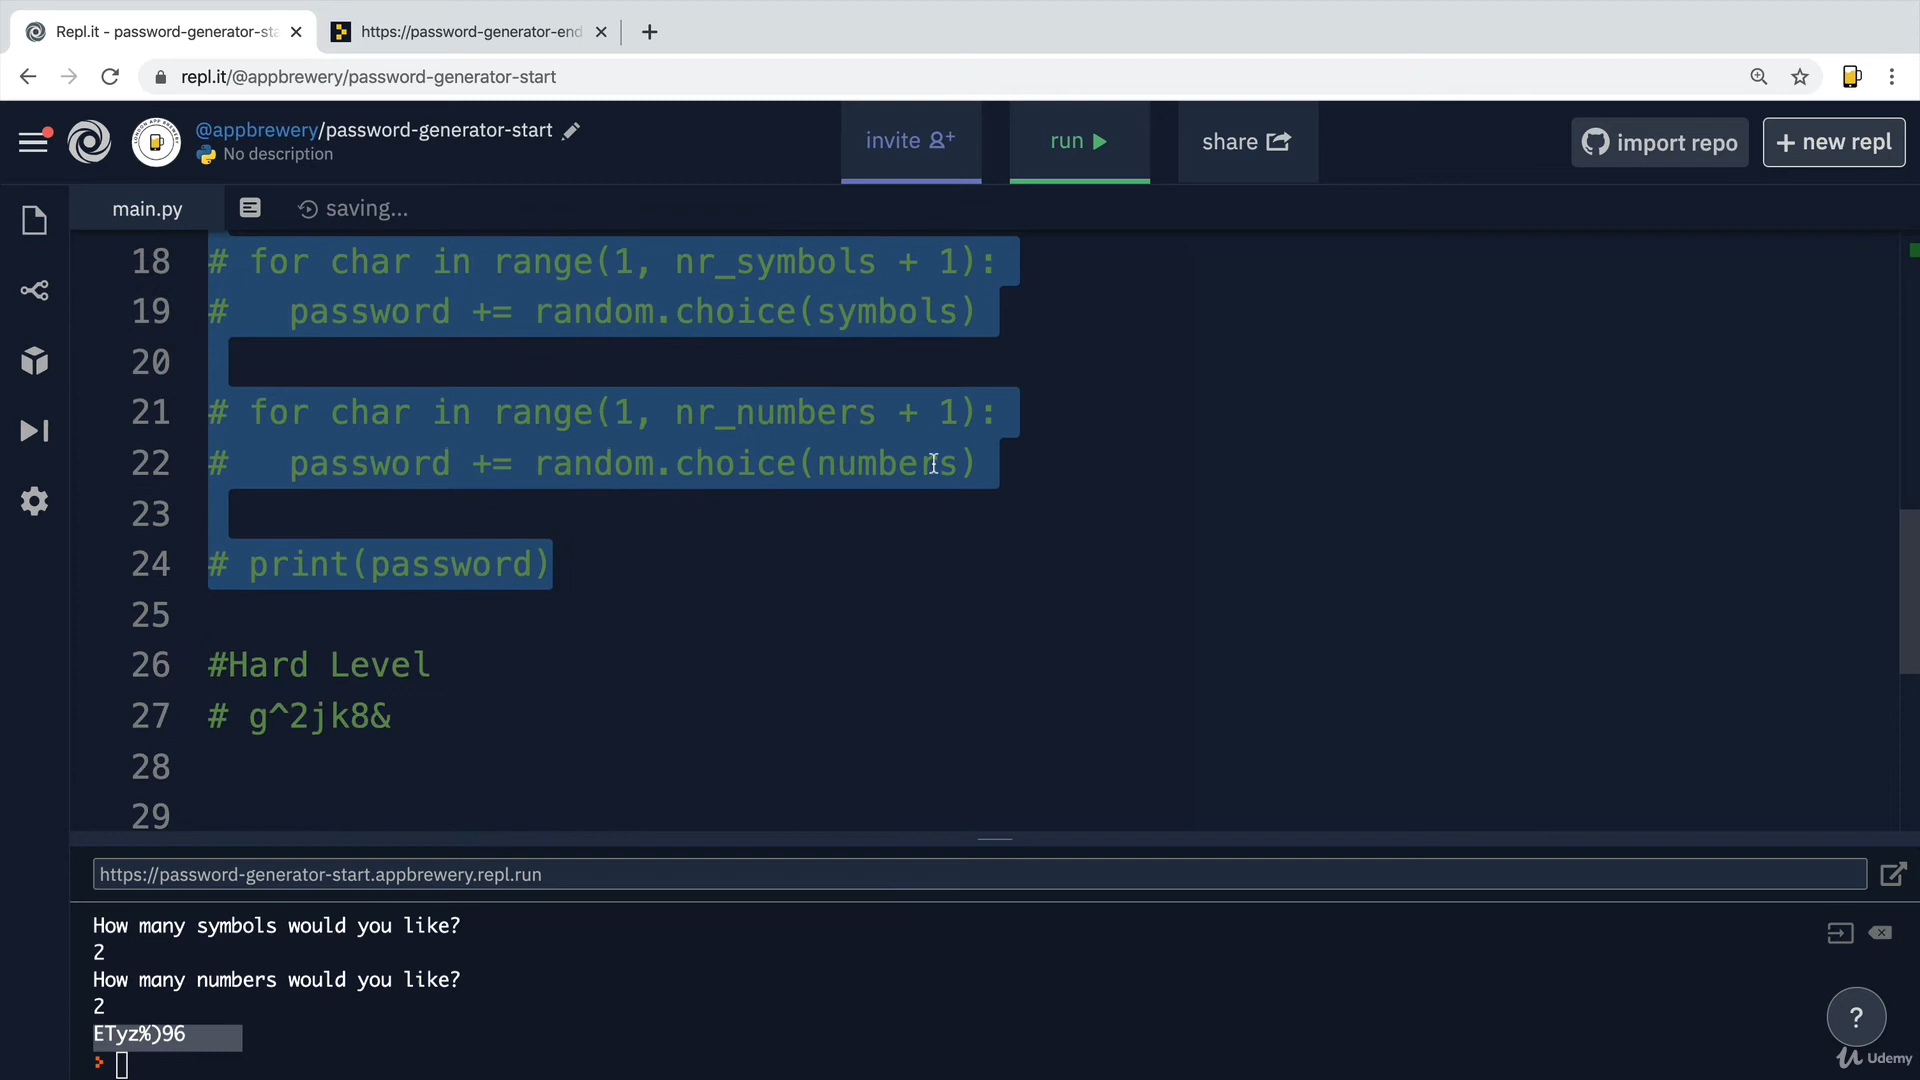 Repl.it - password-generator-sta
https://password-generator-end
repl.it/@appbrewery/password-generator-start
@appbrewery/password-generator-start
No description
invite
run
share
import repo
+ new repl
main.py
saving...
18 # for char in range(1, nr_symbols + 1):
19 #   password += random.choice(symbols)
20
21 # for char in range(1, nr_numbers + 1):
22 #   password += random.choice(numbers)
23
24 # print(password)
25
26 #Hard Level
27 # g^2jk8&
28
29
https://password-generator-start.appbrewery.repl.run
How many symbols would you like?
2
How many numbers would you like?
2
ETyz%)96
?
Udemy